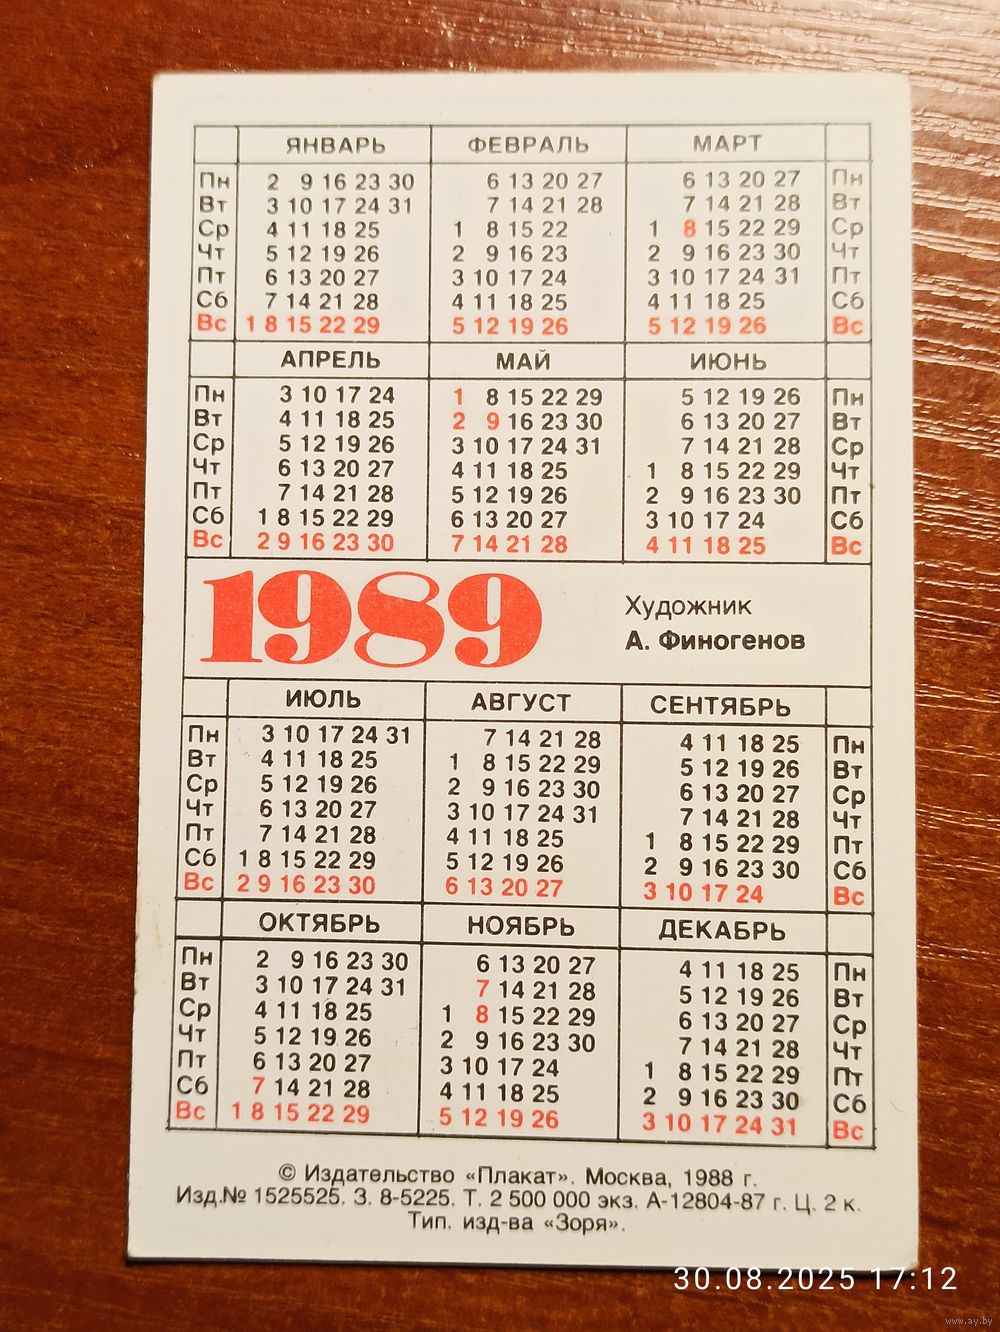 ЯНВАРЬ ФЕВРАЛЬ МАРТ
Пн 2 9 16 23 30 6 13 20 27 6 13 20 27 Пн
Вт 3 10 17 24 31 7 14 21 28 7 14 21 28 Вт
Ср 4 11 18 25 1 8 15 22 1 8 15 22 29 Ср
Чт 5 12 19 26 2 9 16 23 2 9 16 23 30 Чт
Пт 6 13 20 27 3 10 17 24 3 10 17 24 31 Пт
Сб 7 14 21 28 4 11 18 25 4 11 18 25 Сб
Вс 1 8 15 22 29 5 12 19 26 5 12 19 26 Вс
АПРЕЛЬ МАЙ ИЮНЬ
Пн 3 10 17 24 1 8 15 22 29 5 12 19 26 Пн
Вт 4 11 18 25 2 9 16 23 30 6 13 20 27 Вт
Ср 5 12 19 26 3 10 17 24 31 7 14 21 28 Ср
Чт 6 13 20 27 4 11 18 25 1 8 15 22 29 Чт
Пт 7 14 21 28 5 12 19 26 2 9 16 23 30 Пт
Сб 1 8 15 22 29 6 13 20 27 3 10 17 24 Сб
Вс 2 9 16 23 30 7 14 21 28 4 11 18 25 Вс
1989
Художник
А. Финогенов
ИЮЛЬ АВГУСТ СЕНТЯБРЬ
Пн 3 10 17 24 31 7 14 21 28 4 11 18 25 Пн
Вт 4 11 18 25 1 8 15 22 29 5 12 19 26 Вт
Ср 5 12 19 26 2 9 16 23 30 6 13 20 27 Ср
Чт 6 13 20 27 3 10 17 24 31 7 14 21 28 Чт
Пт 7 14 21 28 4 11 18 25 1 8 15 22 29 Пт
Сб 1 8 15 22 29 5 12 19 26 2 9 16 23 30 Сб
Вс 2 9 16 23 30 6 13 20 27 3 10 17 24 Вс
ОКТЯБРЬ НОЯБРЬ ДЕКАБРЬ
Пн 2 9 16 23 30 6 13 20 27 4 11 18 25 Пн
Вт 3 10 17 24 31 7 14 21 28 5 12 19 26 Вт
Ср 4 11 18 25 1 8 15 22 29 6 13 20 27 Ср
Чт 5 12 19 26 2 9 16 23 30 7 14 21 28 Чт
Пт 6 13 20 27 3 10 17 24 1 8 15 22 29 Пт
Сб 7 14 21 28 4 11 18 25 2 9 16 23 30 Сб
Вс 1 8 15 22 29 5 12 19 26 3 10 17 24 31 Вс
© Издательство «Плакат». Москва, 1988 г.
Изд.№ 1525525. З. 8-5225. Т. 2 500 000 экз. А-12804-87 г. Ц. 2 к.
Тип. изд-ва «Зоря».
30.08.2025 17:12
www.ay.by